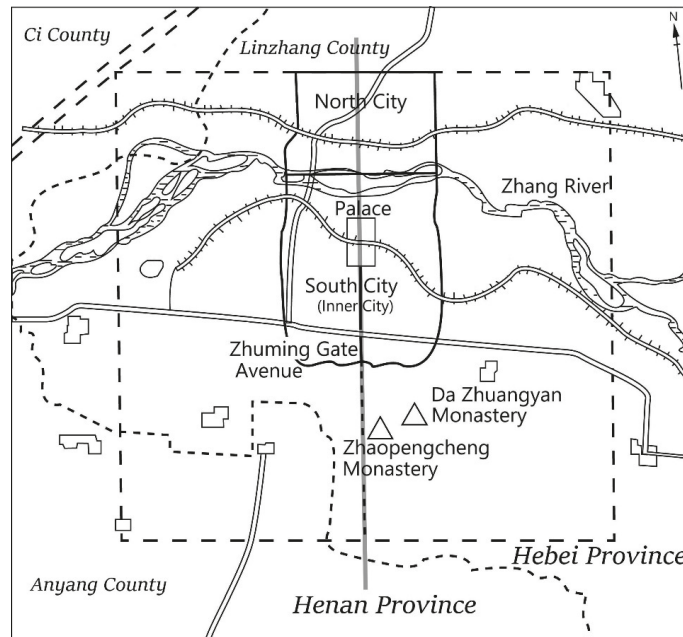 Ci County
Linzhang County
N
North City
Zhang River
Palace
South City
(Inner City)
Zhuming Gate
Avenue
Da Zhuangyan
Monastery
Zhaopengcheng
Monastery
Hebei Province
Anyang County
Henan Province